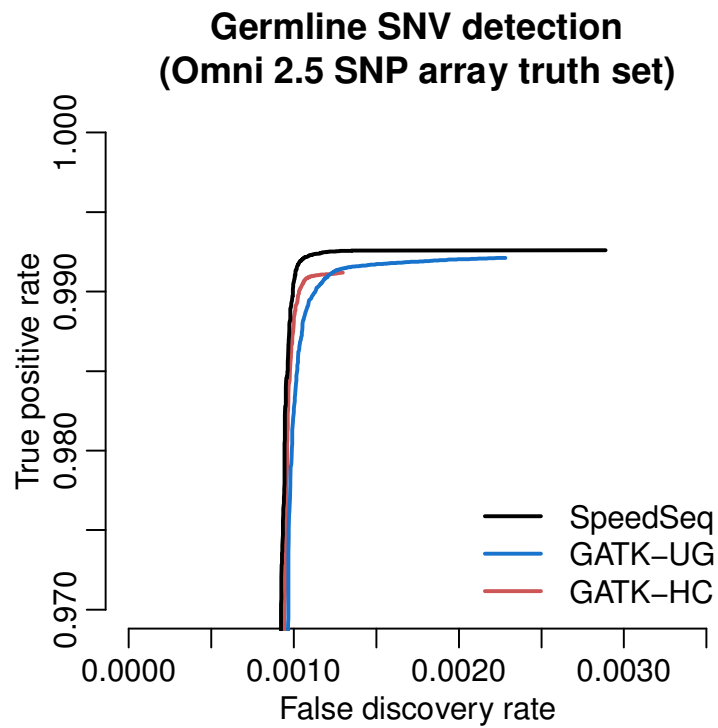 Germline SNV detection
(Omni 2.5 SNP array truth set)
True positive rate
1.000
0.990
0.980
0.970
SpeedSeq
GATK−UG
GATK−HC
0.0000
0.0010
0.0020
0.0030
False discovery rate